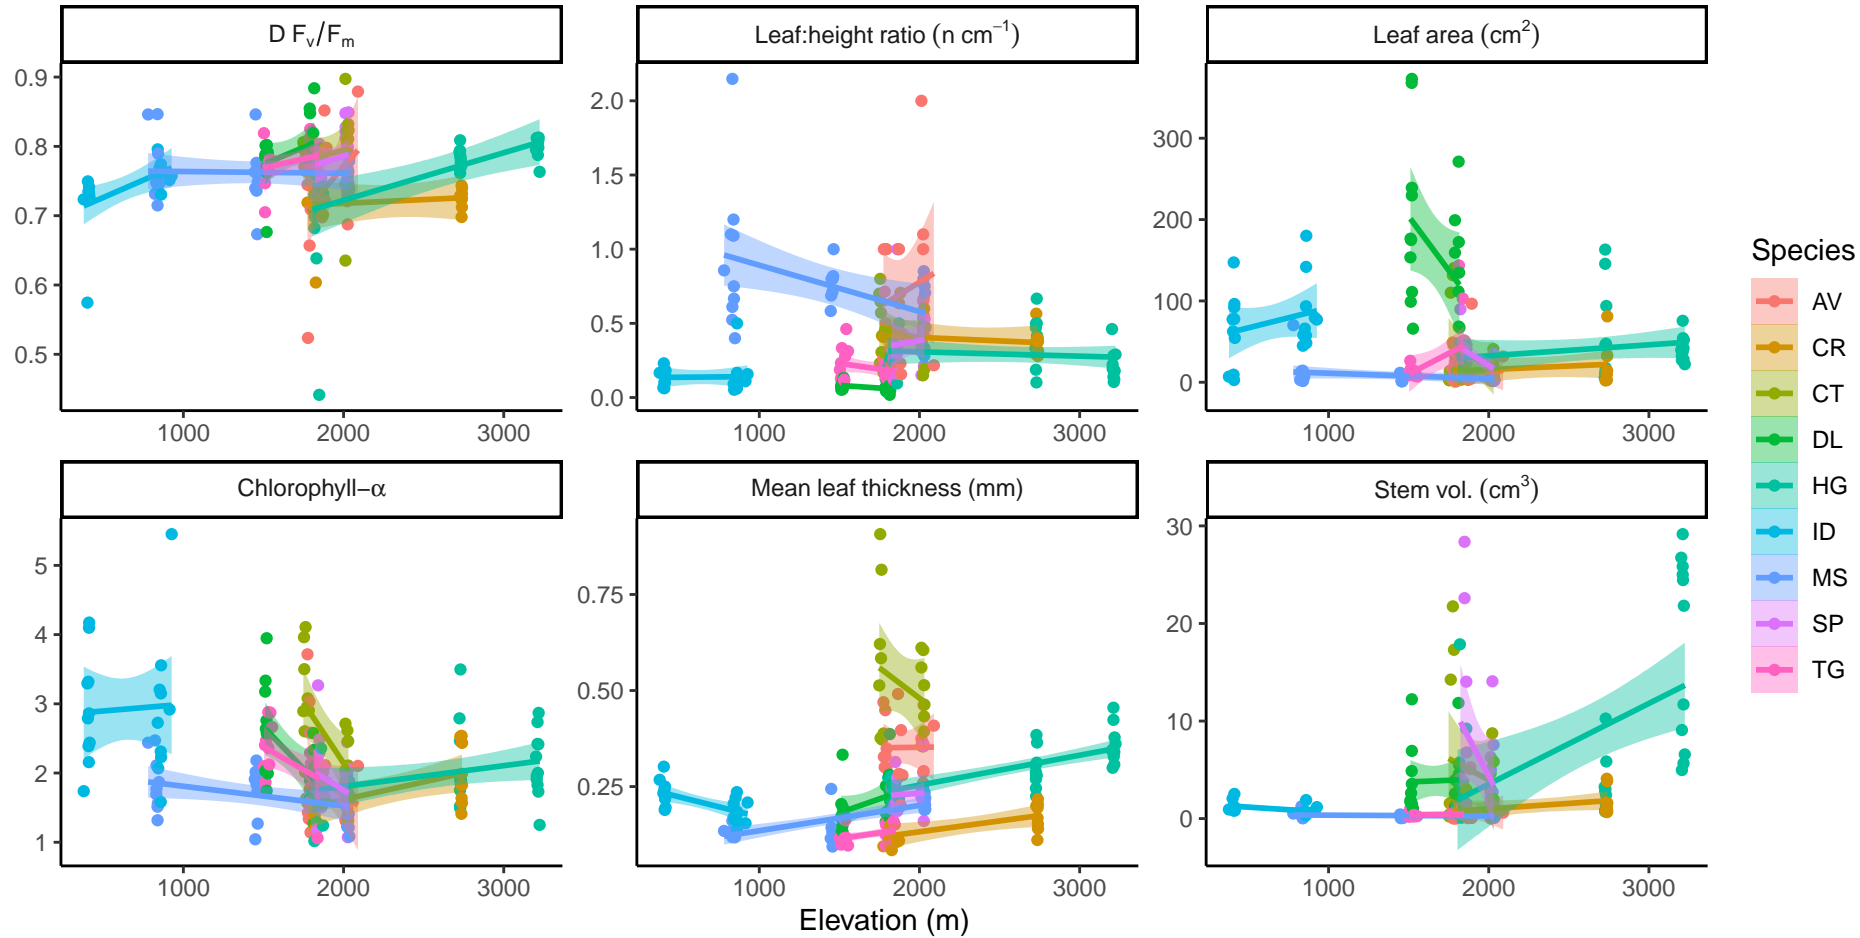 D Fv/Fm
Leaf:height ratio (n cm−1)
Leaf area (cm2)
0.9
0.8
0.7
0.6
0.5
1000 2000 3000
2.0
1.5
1.0
0.5
0.0
1000 2000 3000
300
200
100
0
1000 2000 3000
Chlorophyll−α
Mean leaf thickness (mm)
Stem vol. (cm3)
5
4
3
2
1
1000 2000 3000
0.75
0.50
0.25
1000 2000 3000
30
20
10
0
1000 2000 3000
Elevation (m)
Species
AV
CR
CT
DL
HG
ID
MS
SP
TG